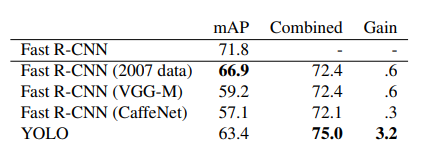 mAP Combined Gain
Fast R-CNN 71.8 - -
Fast R-CNN (2007 data) 66.9 72.4 .6
Fast R-CNN (VGG-M) 59.2 72.4 .6
Fast R-CNN (CaffeNet) 57.1 72.1 .3
YOLO 63.4 75.0 3.2